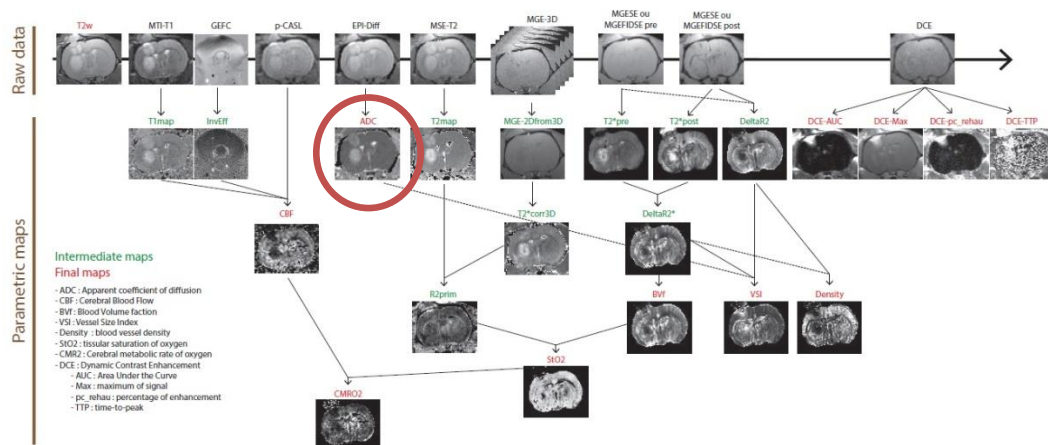 Raw data
T2w
MTI-T1
GEFC
p-CASL
EPI-Diff
MSE-T2
MGE-3D
MGESE ou
MGEFIDSE pre
MGESE ou
MGEFIDSE post
DCE
Parametric maps
T1map
InvEff
ADC
T2map
MGE-2Dfrom3D
T2*pre
T2*post
DeltaR2
DCE-AUC
DCE-Max
DCE-pc_rehau
DCE-TTP
CBF
T2*corr3D
DeltaR2*
R2prim
BVf
VSI
Density
StO2
CMRO2
Intermediate maps
Final maps
- ADC : Apparent coefficient of diffusion
- CBF : Cerebral Blood Flow
- BVf : Blood Volume faction
- VSI : Vessel Size Index
- Density : blood vessel density
- StO2 : tissular saturation of oxygen
- CMR2 : Cerebral metabolic rate of oxygen
- DCE : Dynamic Contrast Enhancement
- AUC : Area Under the Curve
- Max : maximum of signal
- pc_rehau : percentage of enhancement
- TTP : time-to-peak